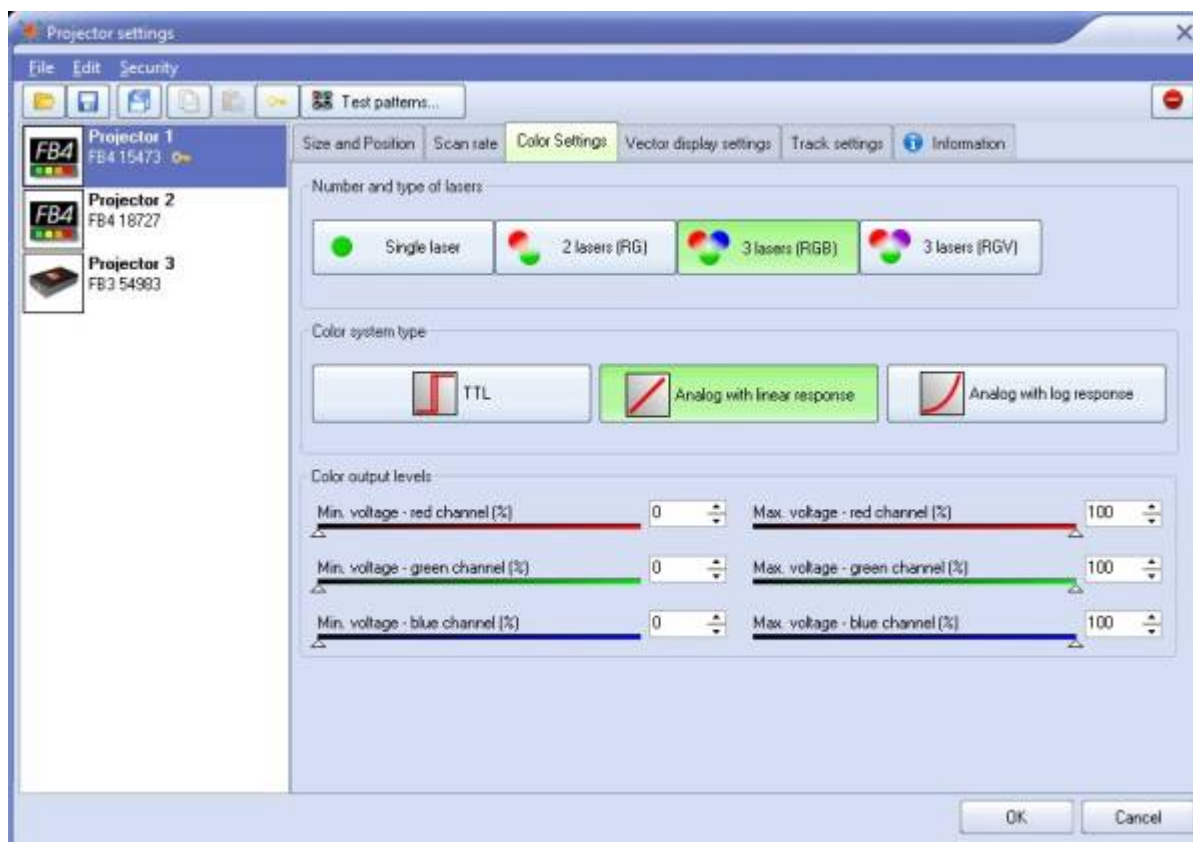 Projector settings
File Edit Security
Test patterns...
FB4 Projector 1
FB4 15473
FB4 Projector 2
FB4 18727
Projector 3
FB3 54983
Size and Position Scan rate Color Settings Vector display settings Track settings Information
Number and type of lasers
Single laser 2 lasers (RG) 3 lasers (RGB) 3 lasers (RGV)
Color system type
TTL Analog with linear response Analog with log response
Color output levels
Min. voltage - red channel (%) 0 Max. voltage - red channel (%) 100
Min. voltage - green channel (%) 0 Max. voltage - green channel (%) 100
Min. voltage - blue channel (%) 0 Max. voltage - blue channel (%) 100
OK Cancel